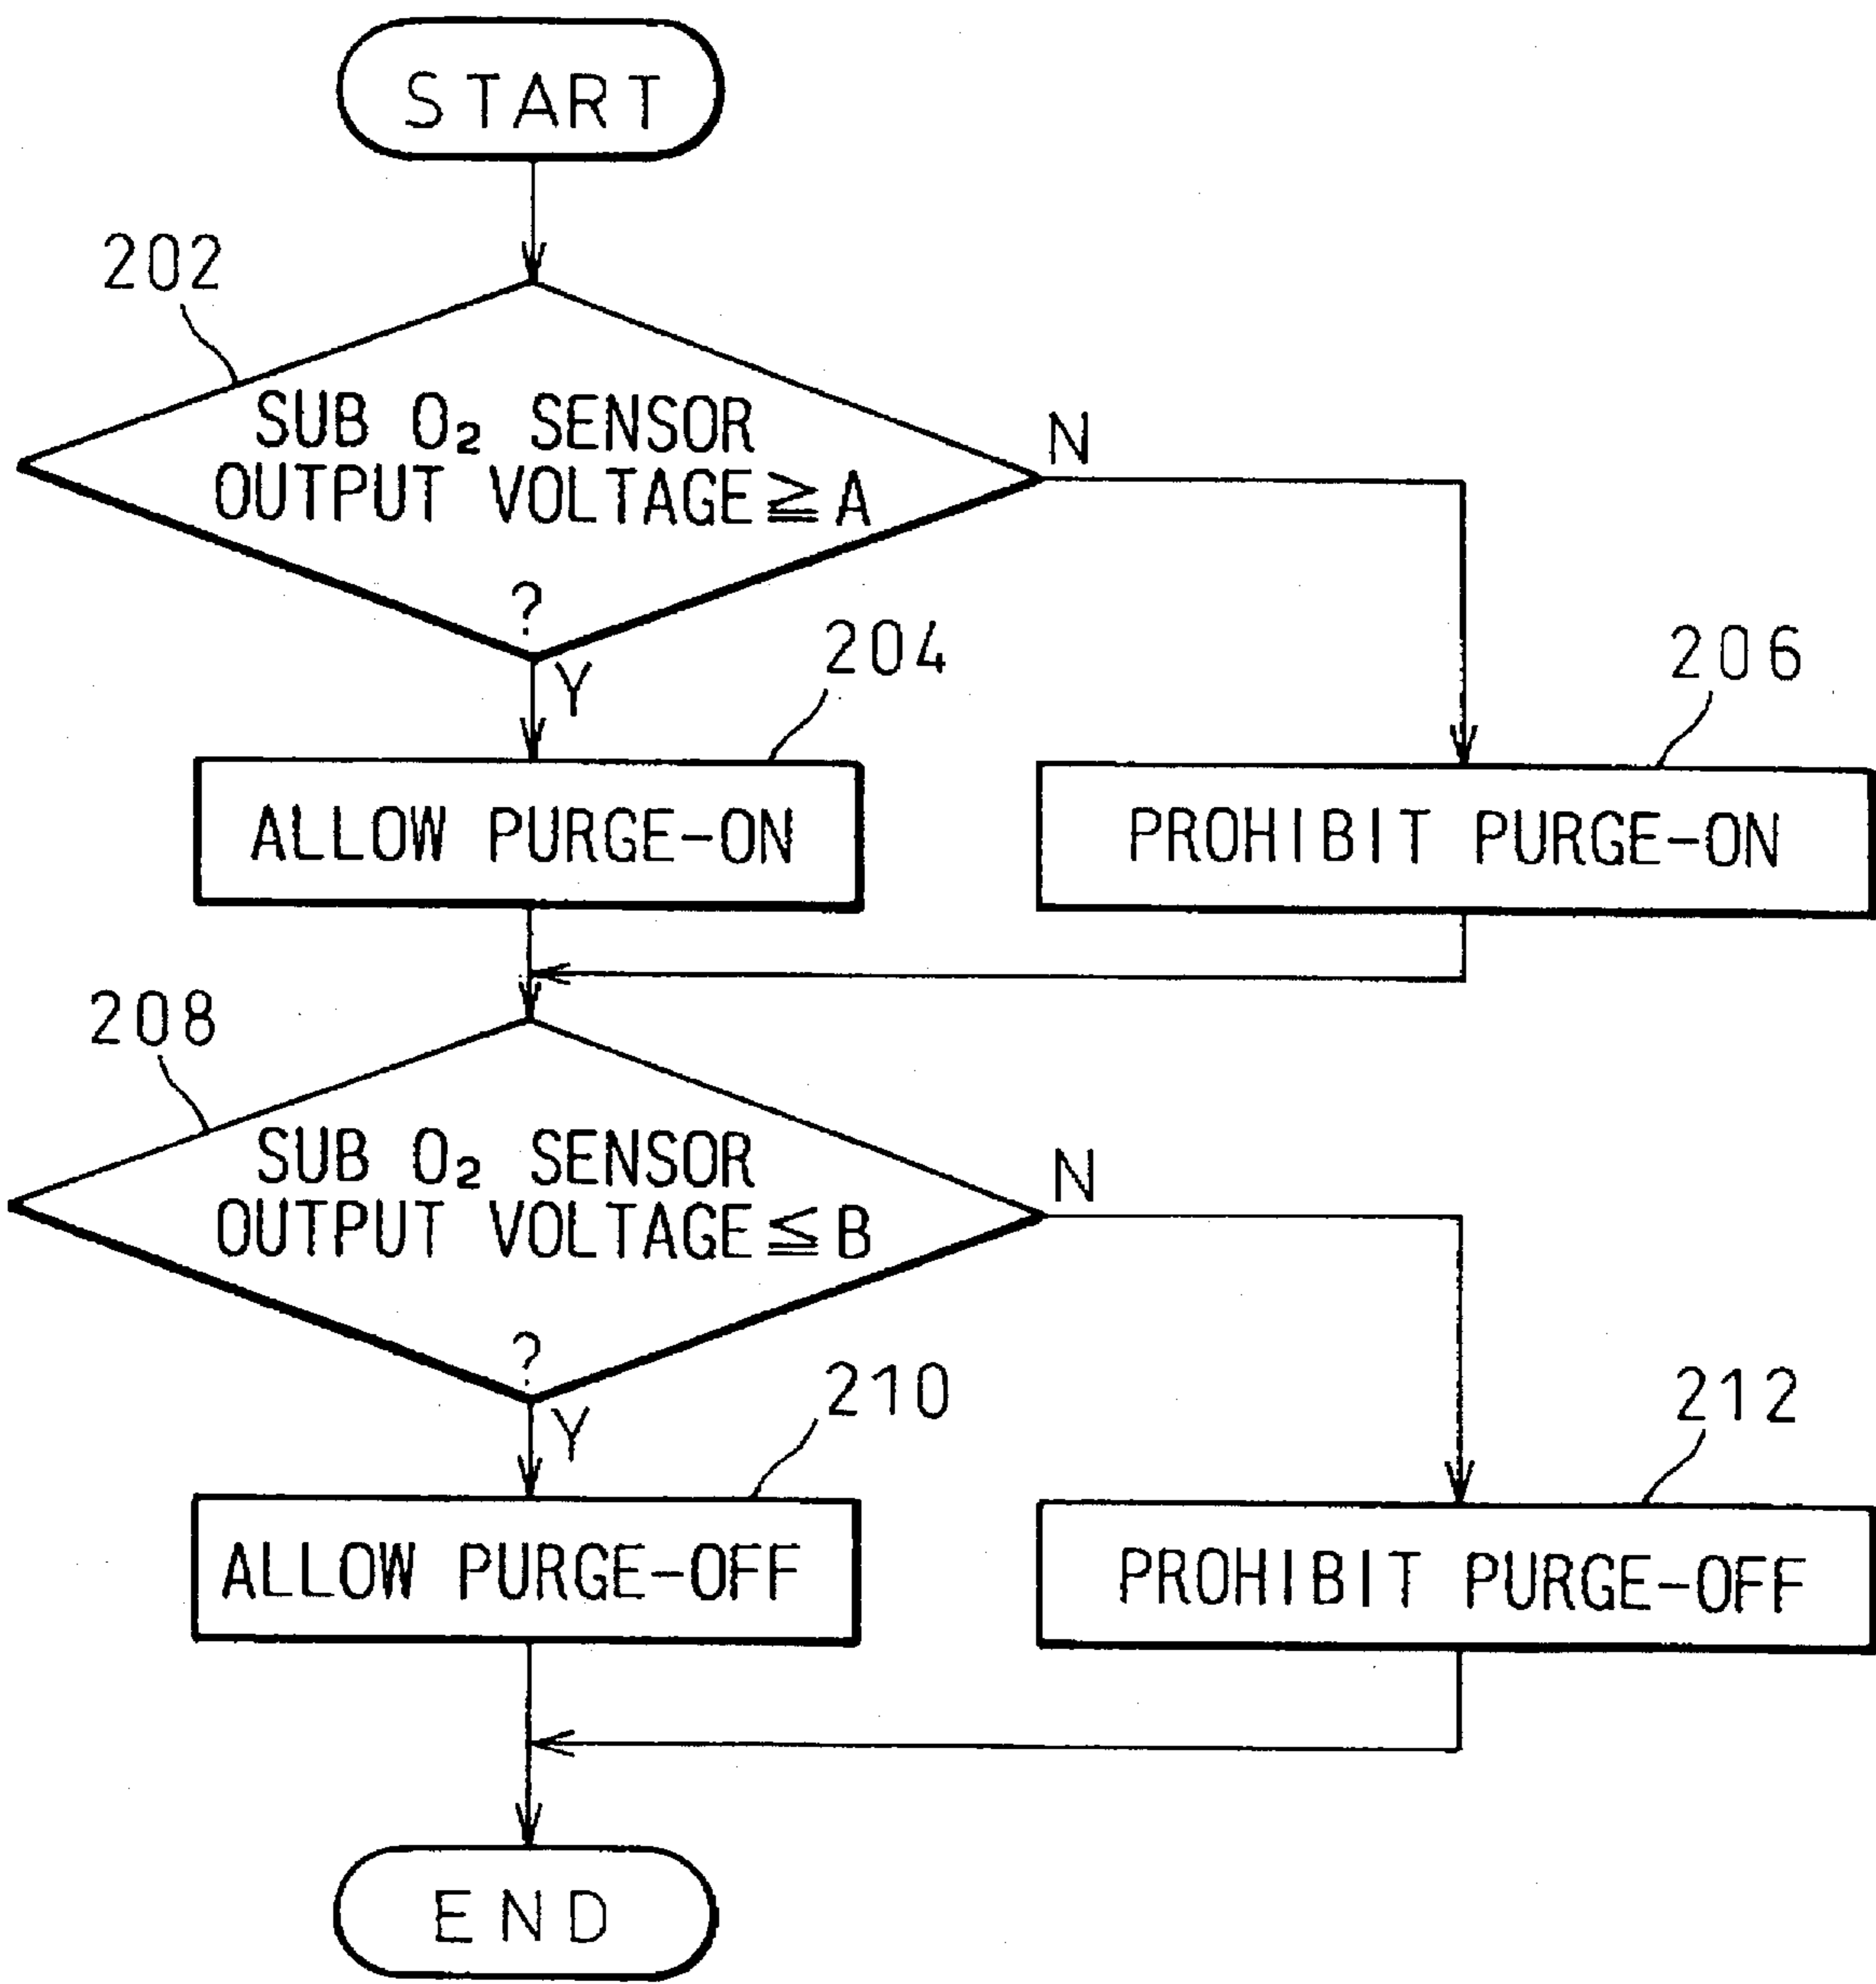 START
202
SUB O₂ SENSOR
OUTPUT VOLTAGE≧A
?
N
Y
204
206
ALLOW PURGE-ON
PROHIBIT PURGE-ON
208
SUB O₂ SENSOR
OUTPUT VOLTAGE≦B
?
N
Y
210
212
ALLOW PURGE-OFF
PROHIBIT PURGE-OFF
END